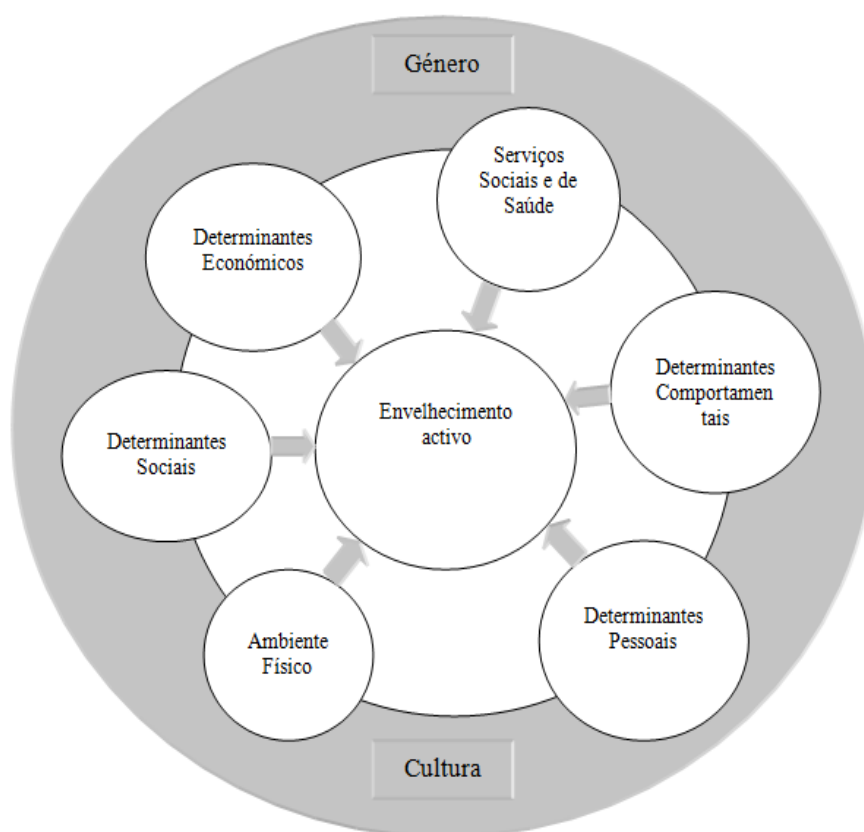 Género
Serviços
Sociais e de
Saúde
Determinantes
Económicos
Determinantes
Comportamen
tais
Envelhecimento
activo
Determinantes
Sociais
Determinantes
Pessoais
Ambiente
Físico
Cultura